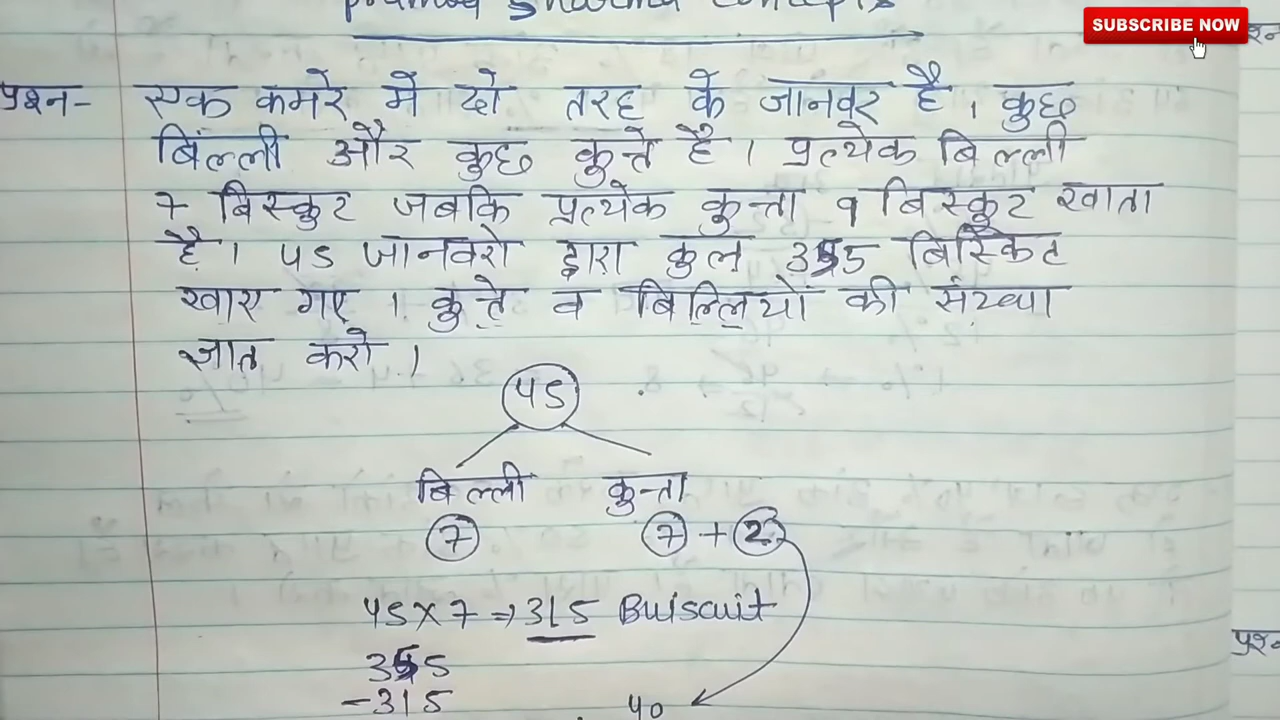 SUBSCRIBE NOW
प्रश्न- एक कमरे में दो तरह के जानवर है। कुछ
बिल्ली और कुछ कुत्ते है। प्रत्येक बिल्ली
7 बिस्कुट जबकि प्रत्येक कुत्ता 9 बिस्कूट खाता
है। 45 जानवरो द्वारा कुल 355 बिस्किट
खाए गए। कुत्ते व बिल्लियों की संख्या
ज्ञात करो।
45
बिल्ली कुत्ता
7 7 + 2
45 × 7 ⇒ 315 Buiscuit
355
-315 40
प्रश्न